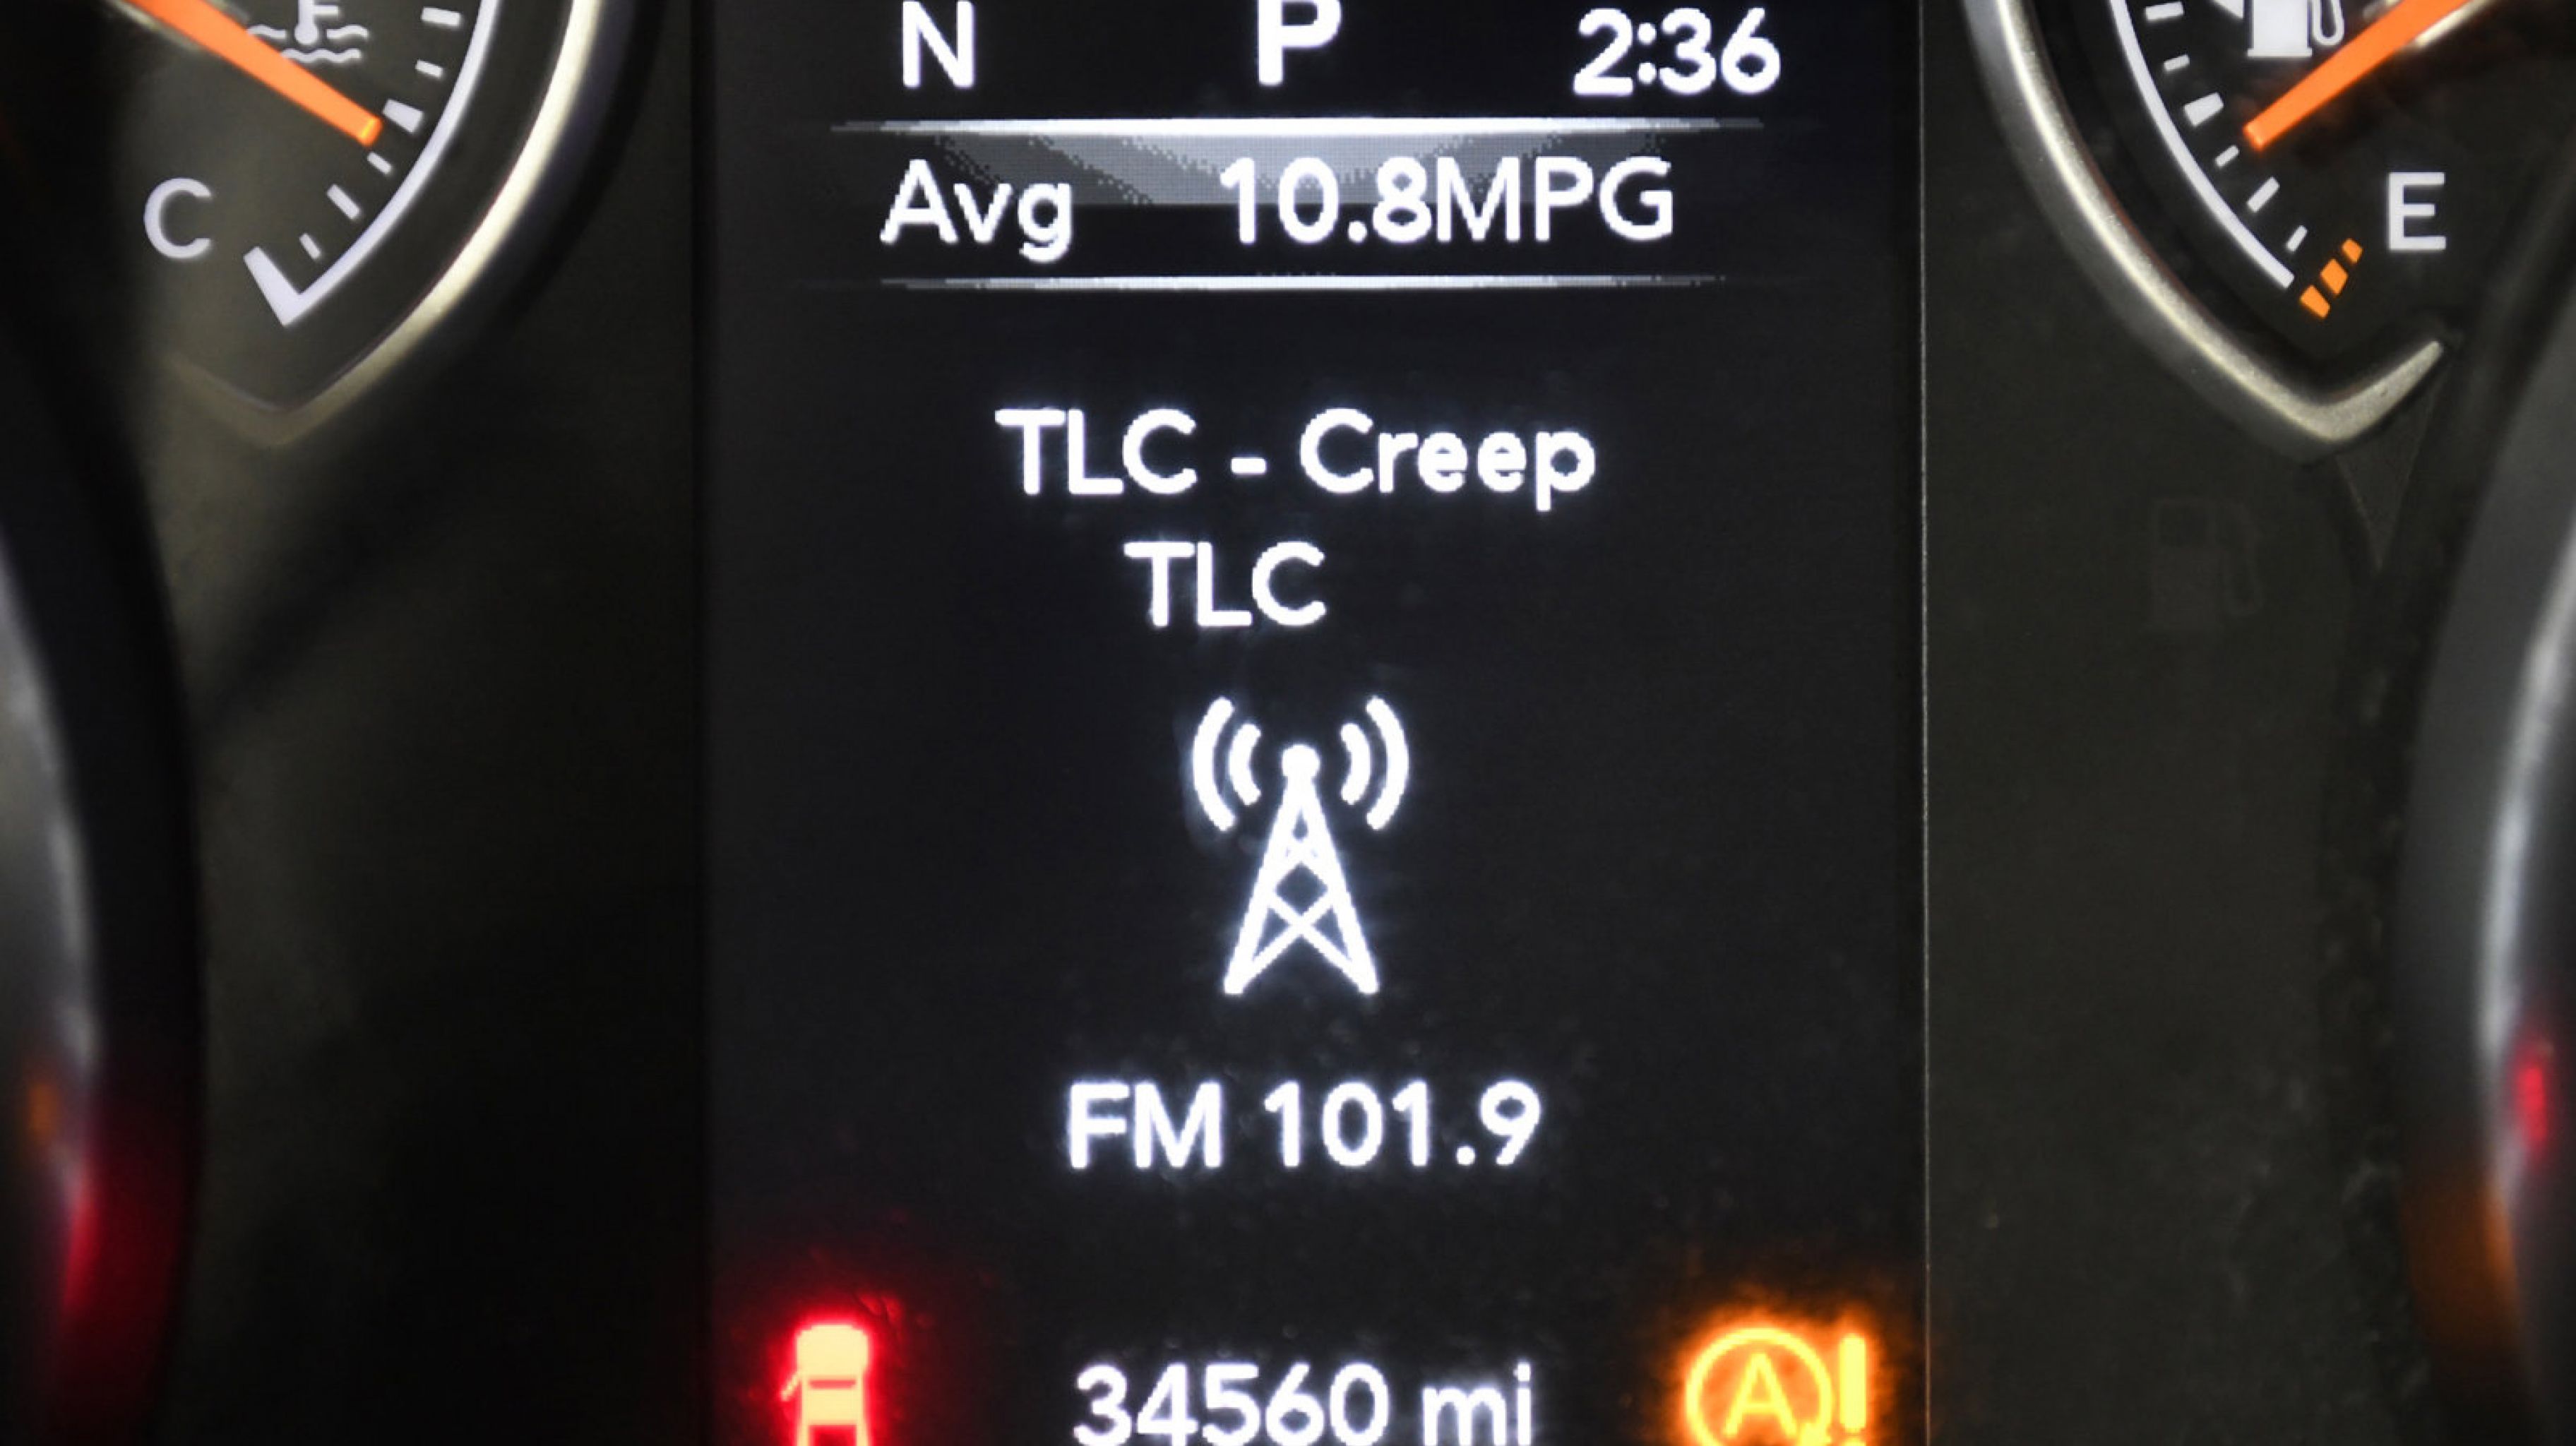 N P 2:36
Avg 10.8MPG
C
E
TLC - Creep
TLC
FM 101.9
34560 mi
A!